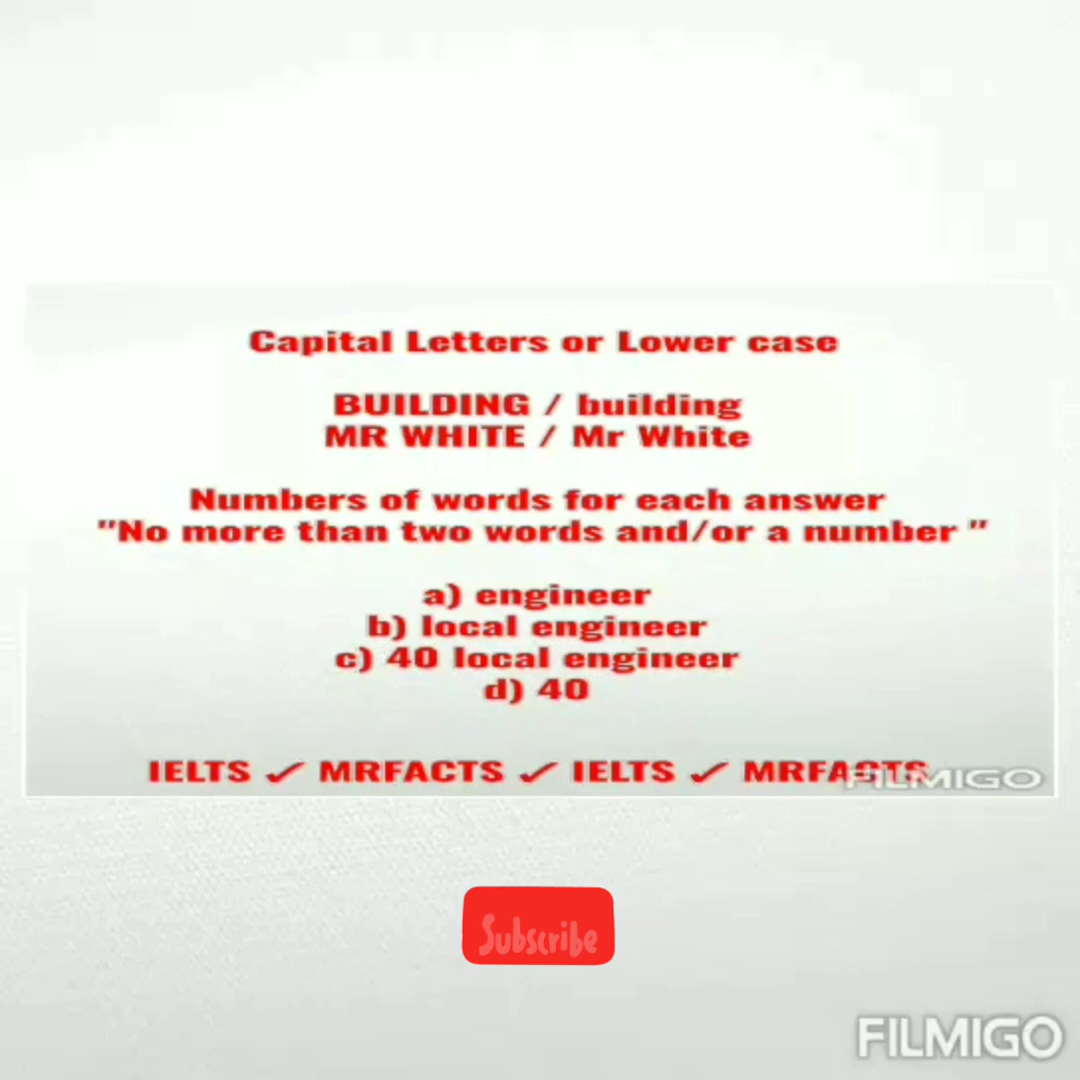 Capital Letters or Lower case
BUILDING / building
MR WHITE / Mr White
Numbers of words for each answer
"No more than two words and/or a number "
a) engineer
b) local engineer
c) 40 local engineer
d) 40
IELTS ✓ MRFACTS ✓ IELTS ✓ MRFACTS
FILMIGO
Subscribe
FILMIGO